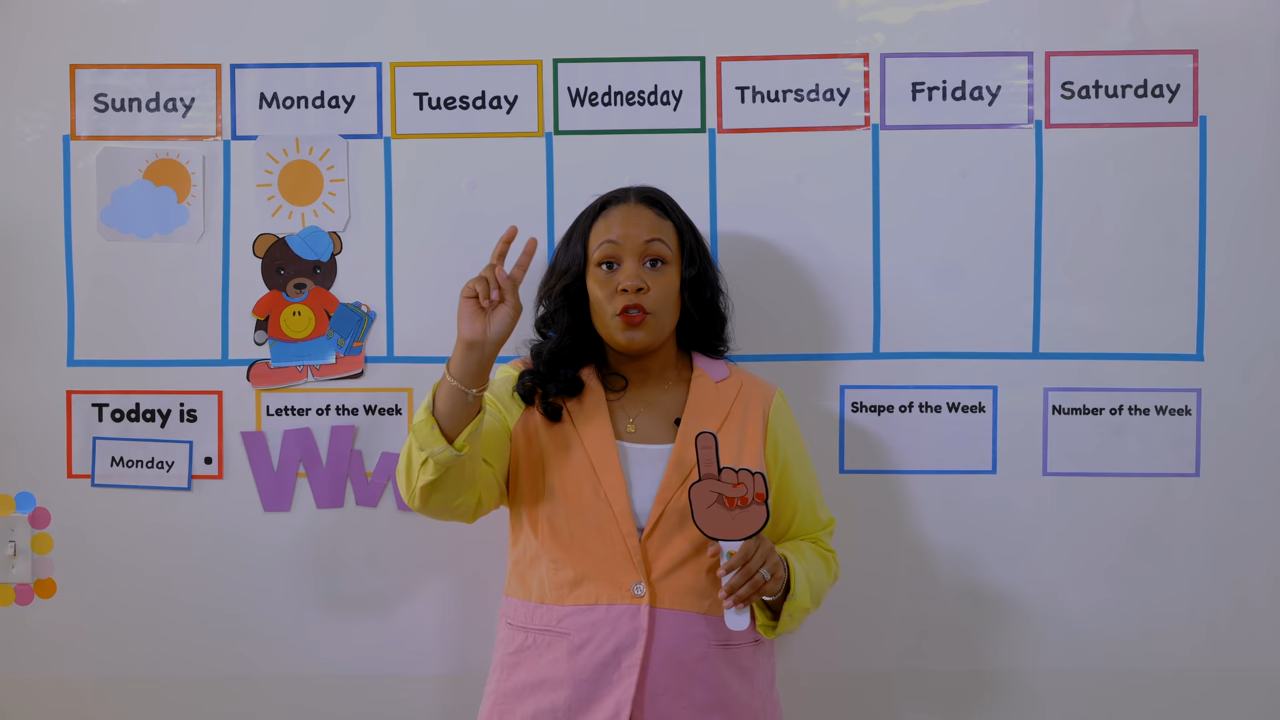 Sunday Monday Tuesday Wednesday Thursday Friday Saturday
Today is
Monday .
Letter of the Week
Ww
Shape of the Week
Number of the Week